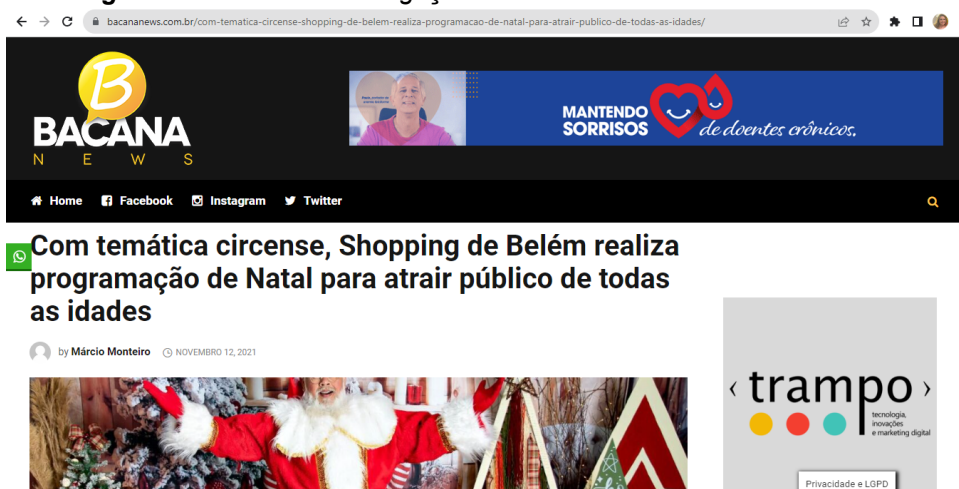 bacananews.com.br/com-tematica-circense-shopping-de-belem-realiza-programacao-de-natal-para-atrair-publico-de-todas-as-idades/
B
BACANA
NEWS
MANTENDO
SORRISOS de doentes crônicos.
Home Facebook Instagram Twitter
Com temática circense, Shopping de Belém realiza
programação de Natal para atrair público de todas
as idades
by Márcio Monteiro NOVEMBRO 12, 2021
‹ trampo ›
tecnologia,
inovações
e marketing digital
Privacidade e LGPD